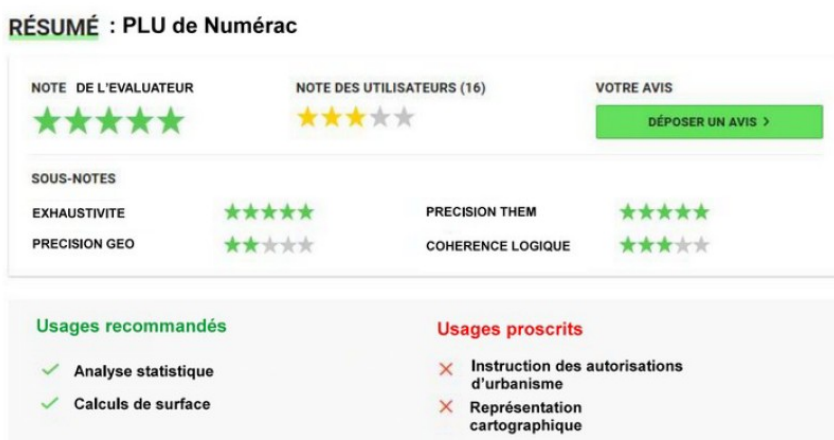 RÉSUMÉ : PLU de Numérac
NOTE DE L'EVALUATEUR
NOTE DES UTILISATEURS (16)
VOTRE AVIS
DÉPOSER UN AVIS >
SOUS-NOTES
EXHAUSTIVITE
PRECISION THEM
PRECISION GEO
COHERENCE LOGIQUE
Usages recommandés
Analyse statistique
Calculs de surface
Usages proscrits
Instruction des autorisations
d'urbanisme
Représentation
cartographique